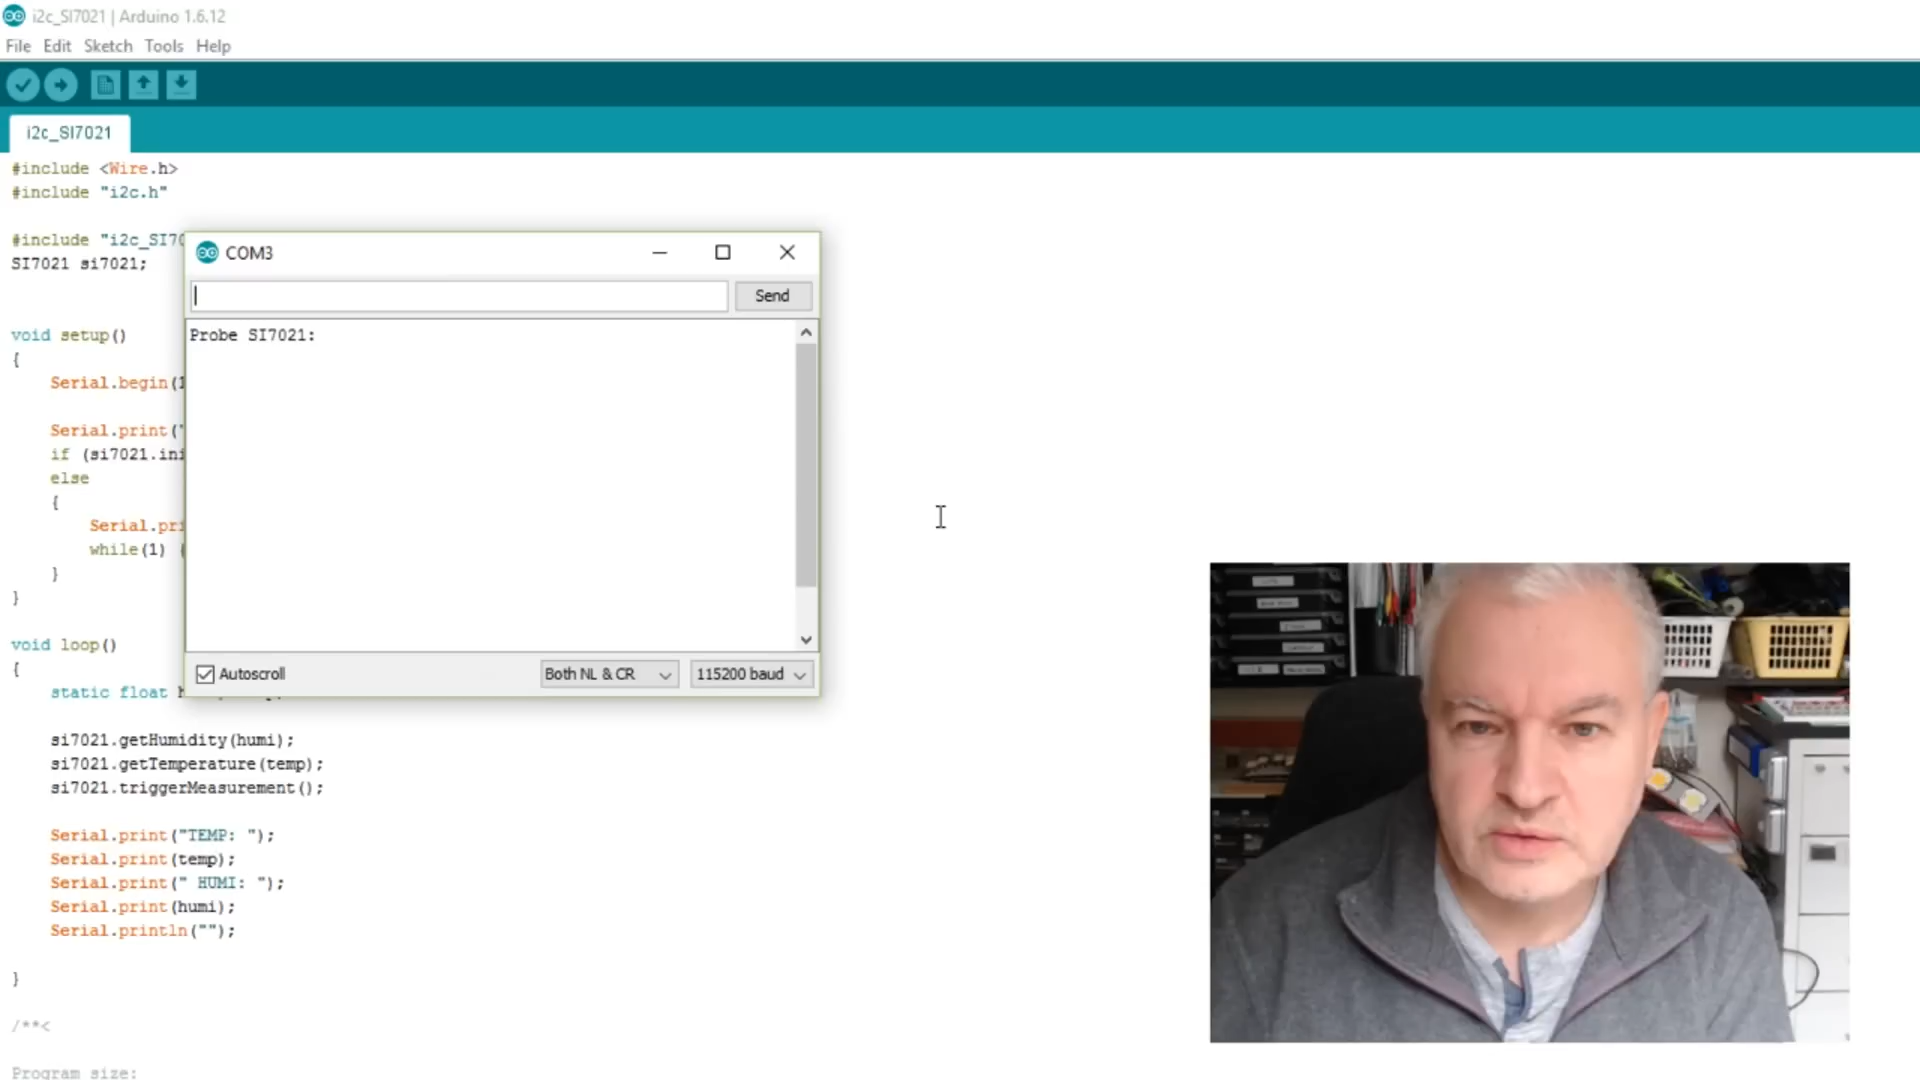 i2c_SI7021 | Arduino 1.6.12
File Edit Sketch Tools Help
i2c_SI7021
#include <Wire.h>
#include "i2c.h"
#include "i2c_SI70
SI7021 si7021;
void setup()
{
Serial.begin(1
Serial.print("
if (si7021.ini
else
{
Serial.pri
while(1) {
}
}
void loop()
{
static float h
si7021.getHumidity(humi);
si7021.getTemperature(temp);
si7021.triggerMeasurement();
Serial.print("TEMP: ");
Serial.print(temp);
Serial.print(" HUMI: ");
Serial.print(humi);
Serial.println("");
}
/**<
Program size:
COM3
Send
Probe SI7021:
Autoscroll
Both NL & CR
115200 baud